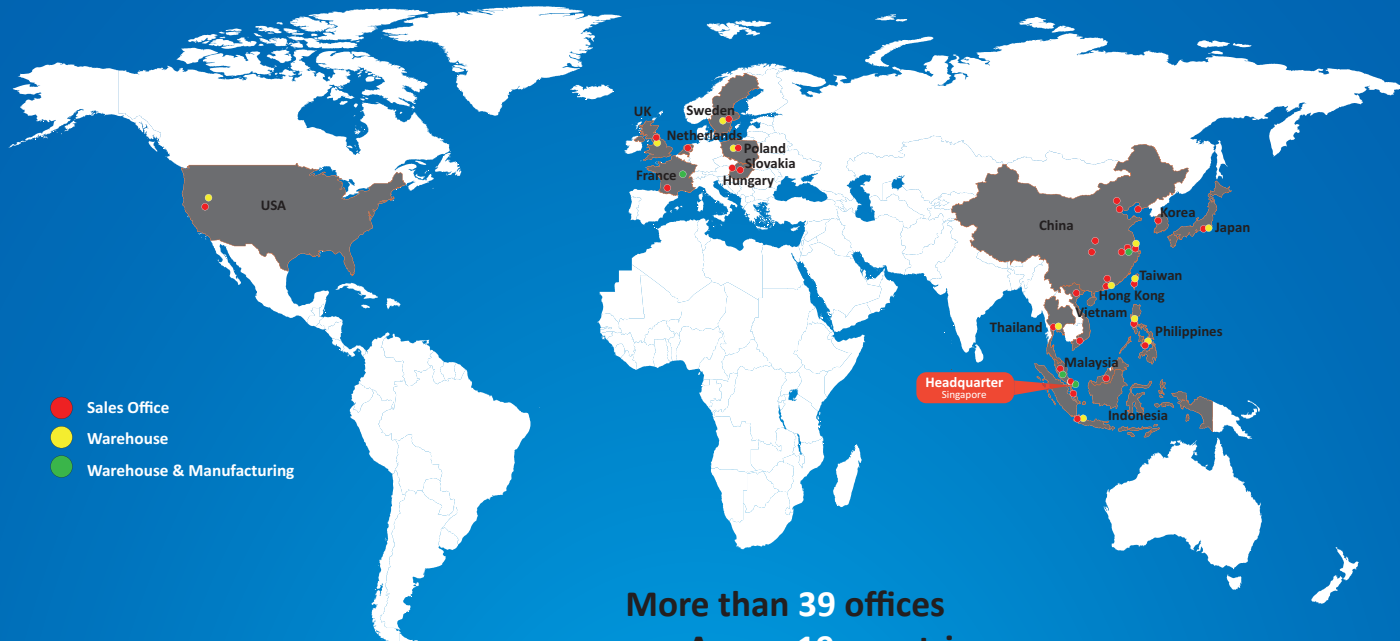 UK
Sweden
Netherlands
Poland
Slovakia
France
Hungary
USA
China
Korea
Japan
Taiwan
Hong Kong
Vietnam
Thailand
Philippines
Malaysia
Headquarter
Singapore
Indonesia
Sales Office
Warehouse
Warehouse & Manufacturing
More than 39 offices